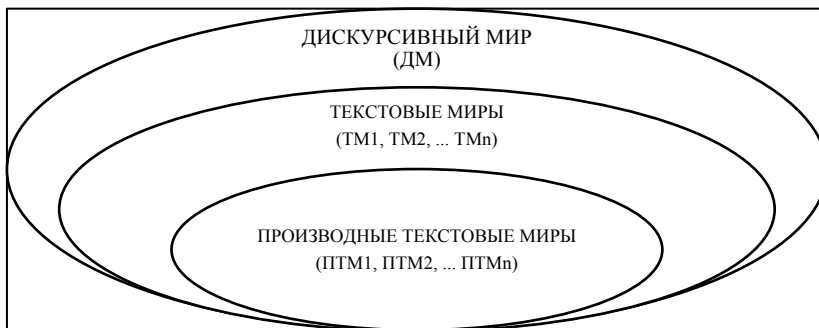 ДИСКУРСИВНЫЙ МИР
(ДМ)
ТЕКСТОВЫЕ МИРЫ
(ТМ1, ТМ2, ... ТМn)
ПРОИЗВОДНЫЕ ТЕКСТОВЫЕ МИРЫ
(ПТМ1, ПТМ2, ... ПТМn)